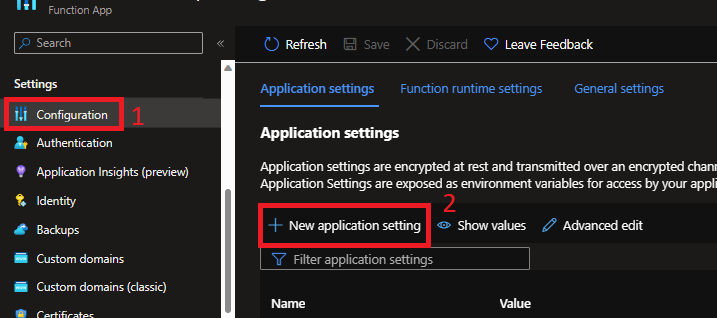 Function App
Search
«
Refresh
Save
Discard
Leave Feedback
Settings
Configuration
1
Authentication
Application Insights (preview)
Identity
Backups
Custom domains
Custom domains (classic)
Certificates
Application settings
Function runtime settings
General settings
Application settings
Application settings are encrypted at rest and transmitted over an encrypted
Application Settings are exposed as environment variables for access by your
2
New application setting
Show values
Advanced edit
Filter application settings
Name
Value